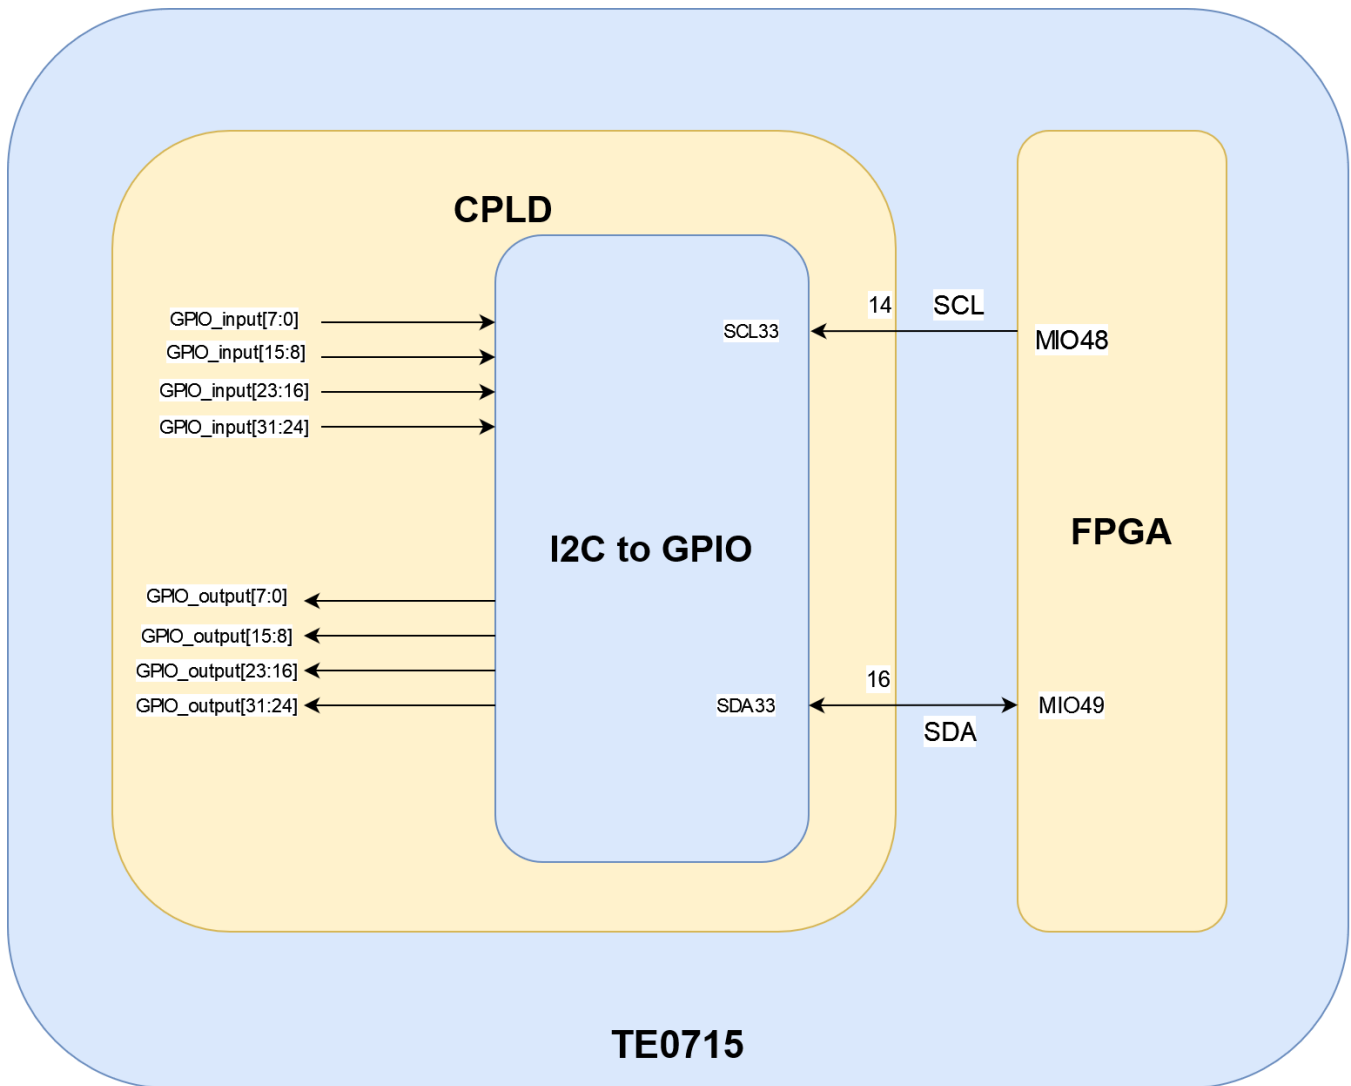 CPLD
GPIO_input[7:0]
GPIO_input[15:8]
GPIO_input[23:16]
GPIO_input[31:24]
SCL33
14
SCL
MIO48
I2C to GPIO
FPGA
GPIO_output[7:0]
GPIO_output[15:8]
GPIO_output[23:16]
GPIO_output[31:24]
SDA33
16
SDA
MIO49
TE0715